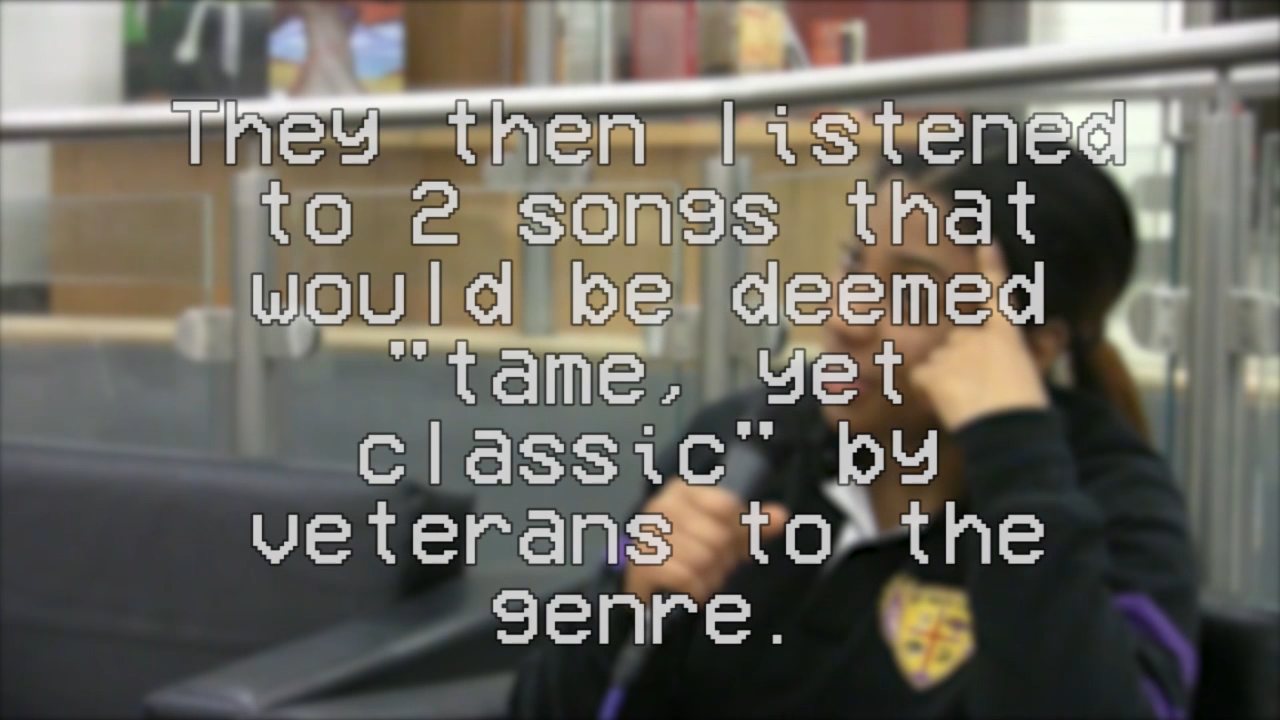 They then listened
to 2 songs that
would be deemed
"tame, yet
classic" by
veterans to the
genre.